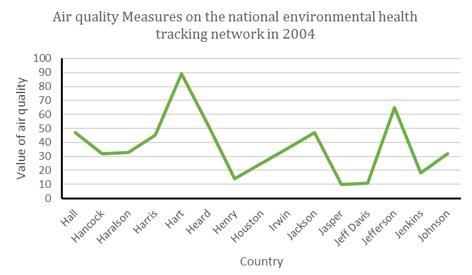 Air quality Measures on the national environmental health
tracking network in 2004
Value of air quality
100
90
80
70
60
50
40
30
20
10
0
Hall
Hancock
Haralson
Harris
Hart
Heard
Henry
Houston
Irwin
Jackson
Jasper
Jeff Davis
Jefferson
Jenkins
Johnson
Country